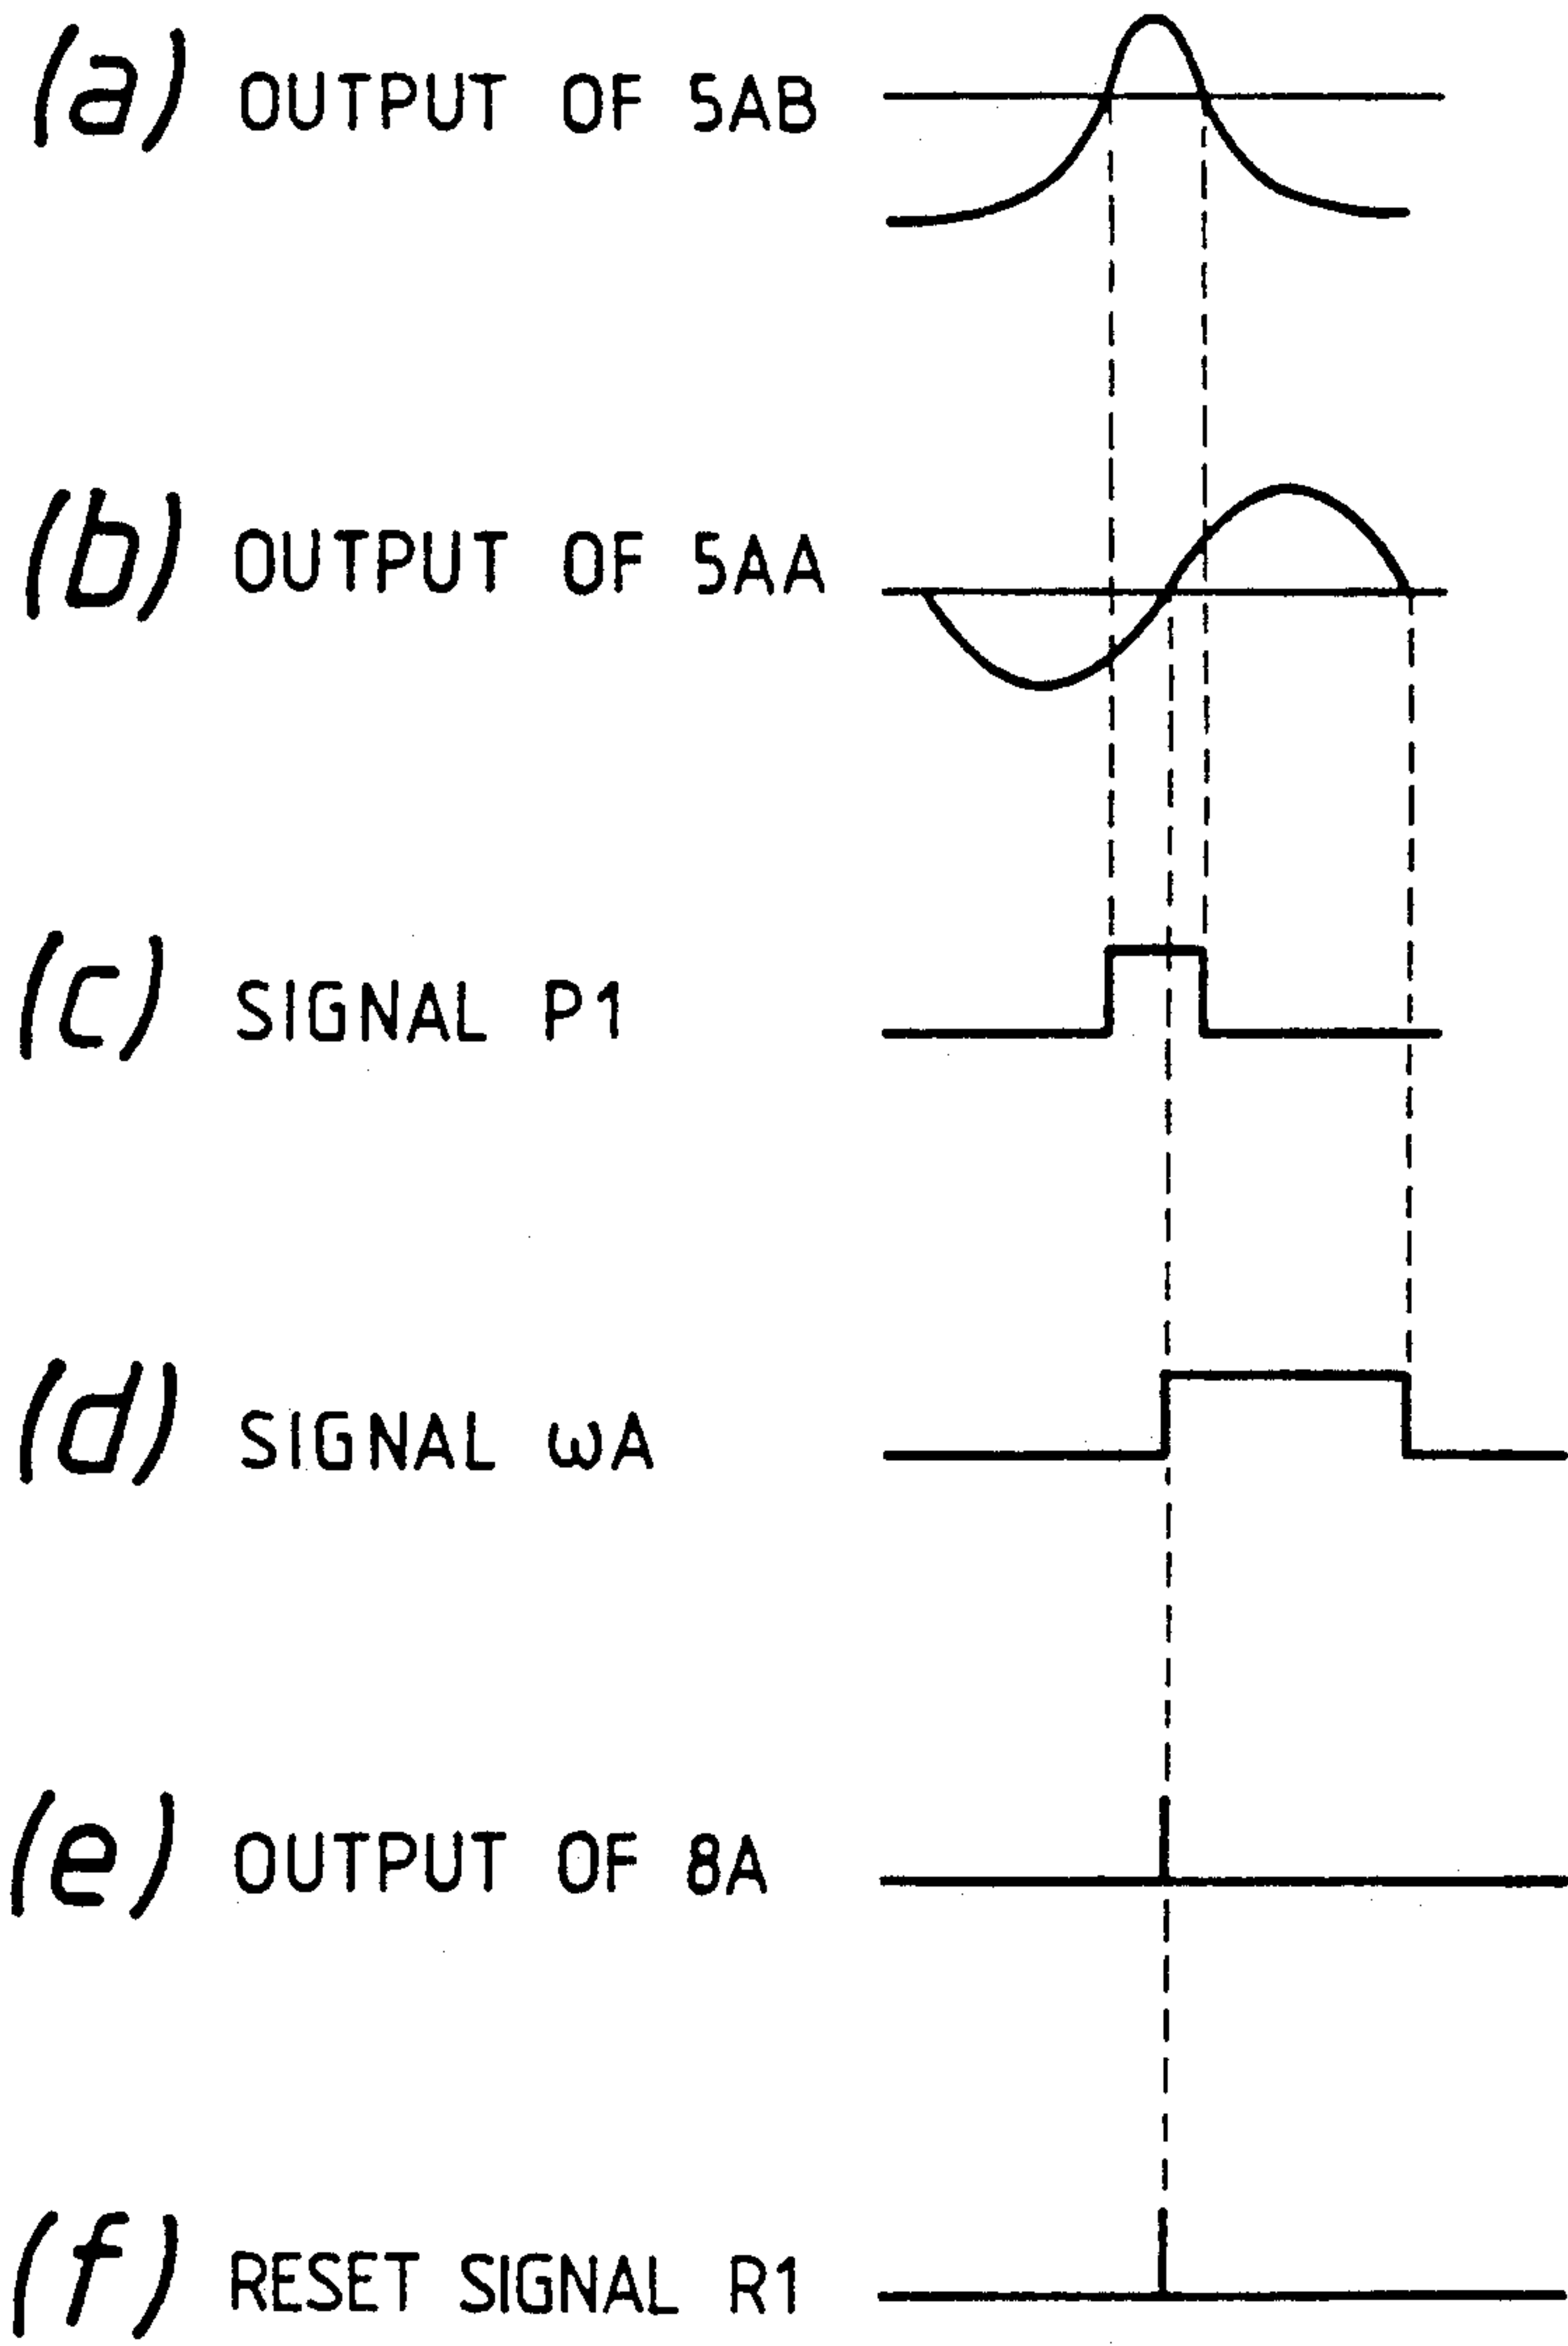 (a) OUTPUT OF 5AB
(b) OUTPUT OF 5AA
(c) SIGNAL P1
(d) SIGNAL ωA
(e) OUTPUT OF 8A
(f) RESET SIGNAL R1